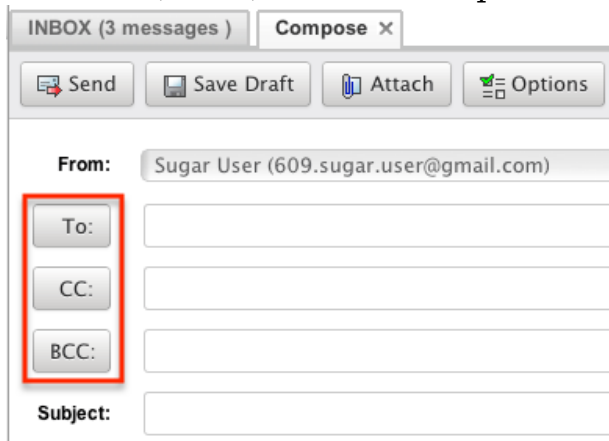 INBOX (3 messages ) Compose ×
Send Save Draft Attach Options
From: Sugar User (609.sugar.user@gmail.com)
To:
CC:
BCC:
Subject: